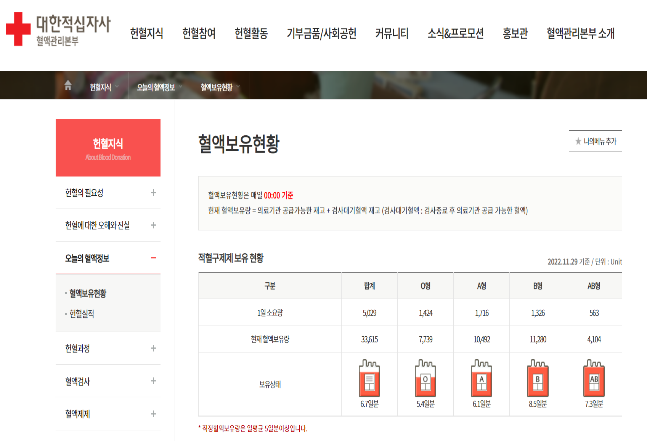 대한적십자사
혈액관리본부
헌혈지식 헌혈참여 헌혈활동 기부금품/사회공헌 커뮤니티 소식&프로모션 홍보관 혈액관리본부 소개
헌혈지식 오늘의 혈액정보 혈액보유현황
헌혈지식
About Blood Donation
헌혈의 필요성 +
헌혈에 대한 오해와 진실 +
오늘의 혈액정보 −
• 혈액보유현황
• 헌혈실적
헌혈과정 +
혈액검사 +
혈액제제 +
혈액보유현황
★ 나의메뉴 추가
혈액보유현황은 매일 00:00 기준
현재 혈액보유량 = 의료기관 공급가능한 재고 + 검사대기혈액 재고 (검사대기혈액 : 검사종료 후 의료기관 공급 가능한 혈액)
적혈구제제 보유 현황
2022.11.29 기준 / 단위 : Unit
구분 합계 O형 A형 B형 AB형
1일 소요량 5,029 1,424 1,716 1,326 563
현재 혈액보유량 33,615 7,739 10,492 11,280 4,104
보유상태
O A B AB
6.7일분 5.4일분 6.1일분 8.5일분 7.3일분
* 적정혈액보유량은 일평균 5일분이상입니다.